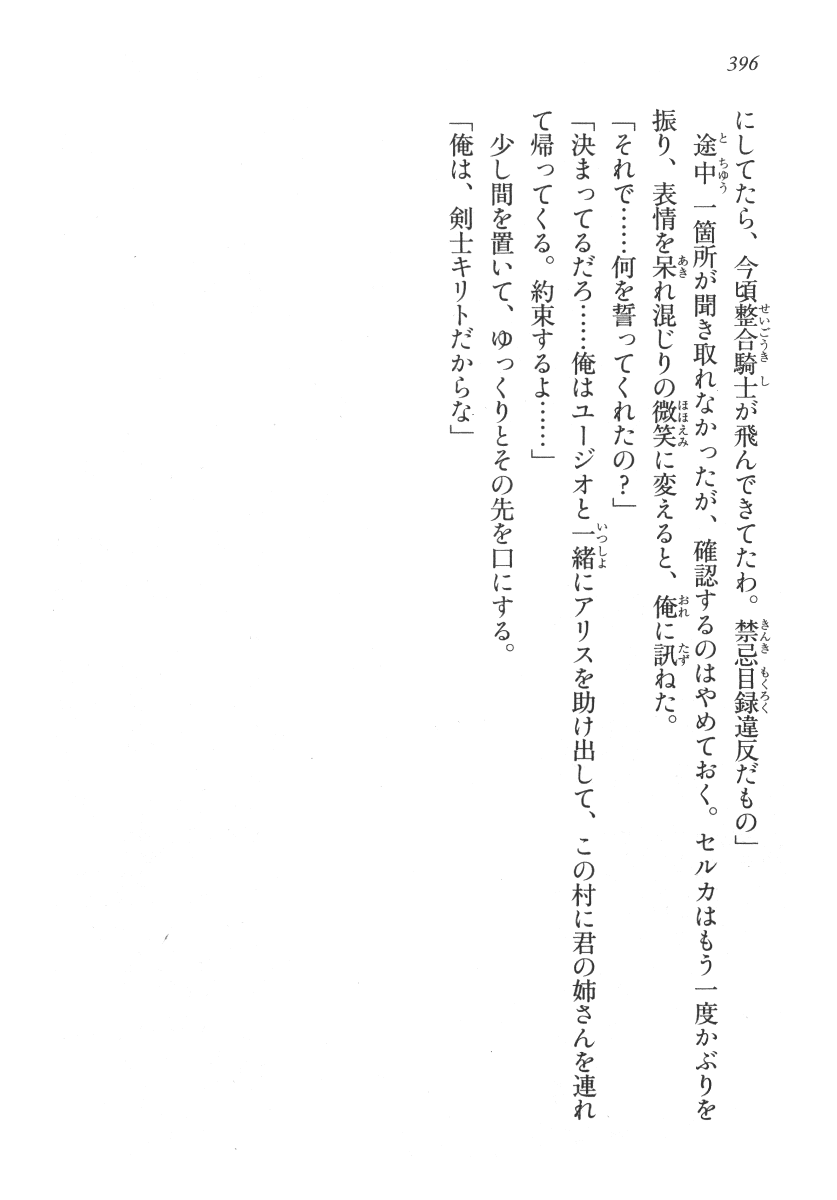 396
にしてたら、今頃整合騎士が飛んできてたわ。禁忌目録違反だもの」
　途中一箇所が聞き取れなかったが、確認するのはやめておく。セルカはもう一度かぶりを
振り、表情を呆れ混じりの微笑に変えると、俺に訊ねた。
「それで……何を誓ってくれたの？」
「決まってるだろ……俺はユージオと一緒にアリスを助け出して、この村に君の姉さんを連れ
て帰ってくる。約束するよ……」
　少し間を置いて、ゆっくりとその先を口にする。
「俺は、剣士キリトだからな」